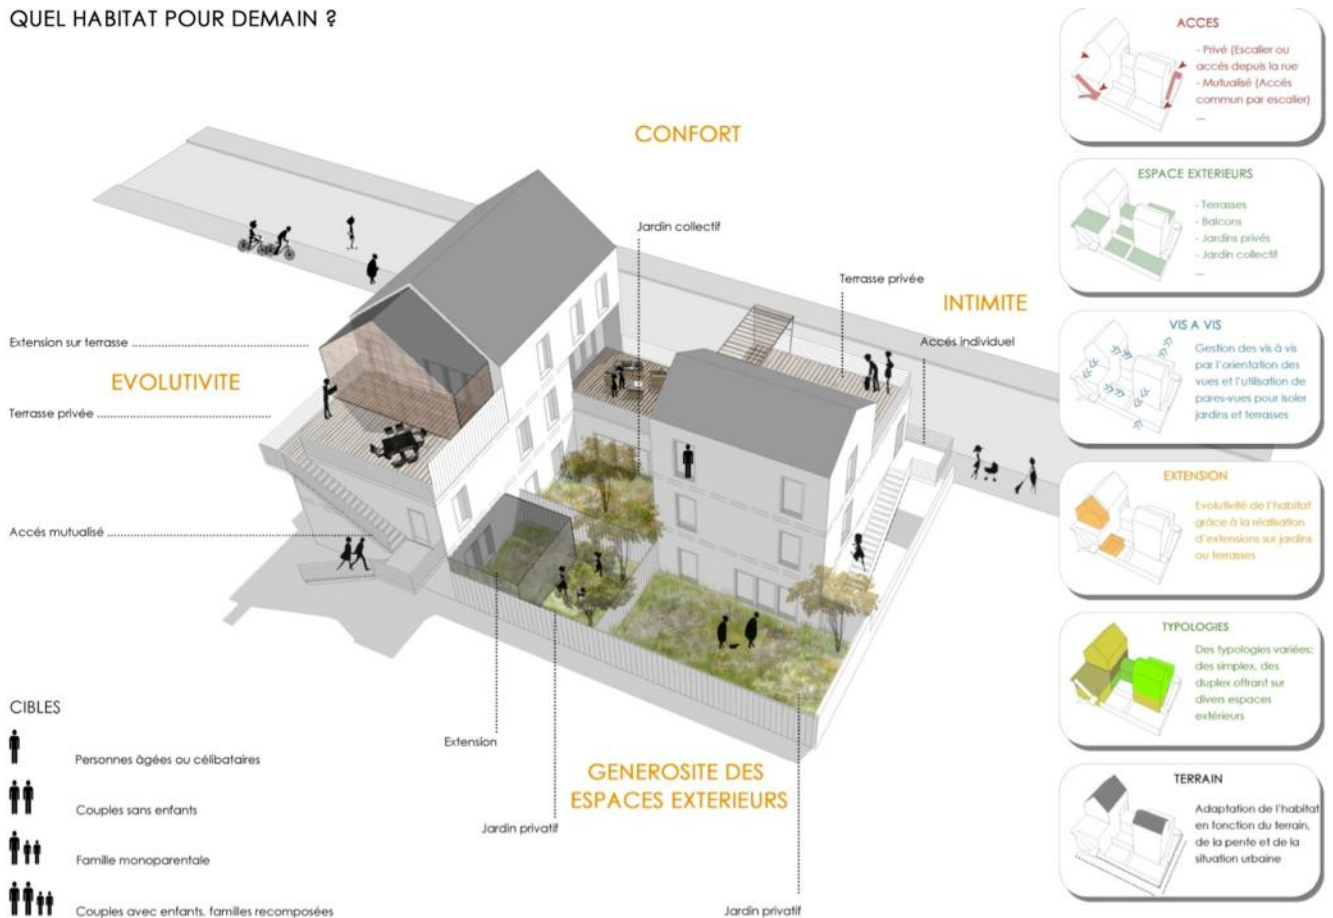 QUEL HABITAT POUR DEMAIN ?
CONFORT
Jardin collectif
Terrasse privée
INTIMITE
Accés individuel
Extension sur terrasse
EVOLUTIVITE
Terrasse privée
Accés mutualisé
Extension
GENEROSITE DES
ESPACES EXTERIEURS
Jardin privatif
Jardin privatif
CIBLES
Personnes âgées ou célibataires
Couples sans enfants
Famille monoparentale
Couples avec enfants, familles recomposées
ACCES
- Privé (Escalier ou
accés depuis la rue
- Mutualisé (Accés
commun par escalier)
...
ESPACE EXTERIEURS
- Terrasses
- Balcons
- Jardins privés
- Jardin collectif
...
VIS A VIS
Gestion des vis à vis
par l'orientation des
vues et l'utilisation de
pares-vues pour isoler
jardins et terrasses
EXTENSION
Evolutivité de l'habitat
grâce à la réalisation
d'extensions sur jardins
ou terrasses
TYPOLOGIES
Des typologies variées:
des simplex, des
duplex offrant sur
divers espaces
extérieurs
TERRAIN
Adaptation de l'habitat
en fonction du terrain,
de la pente et de la
situation urbaine